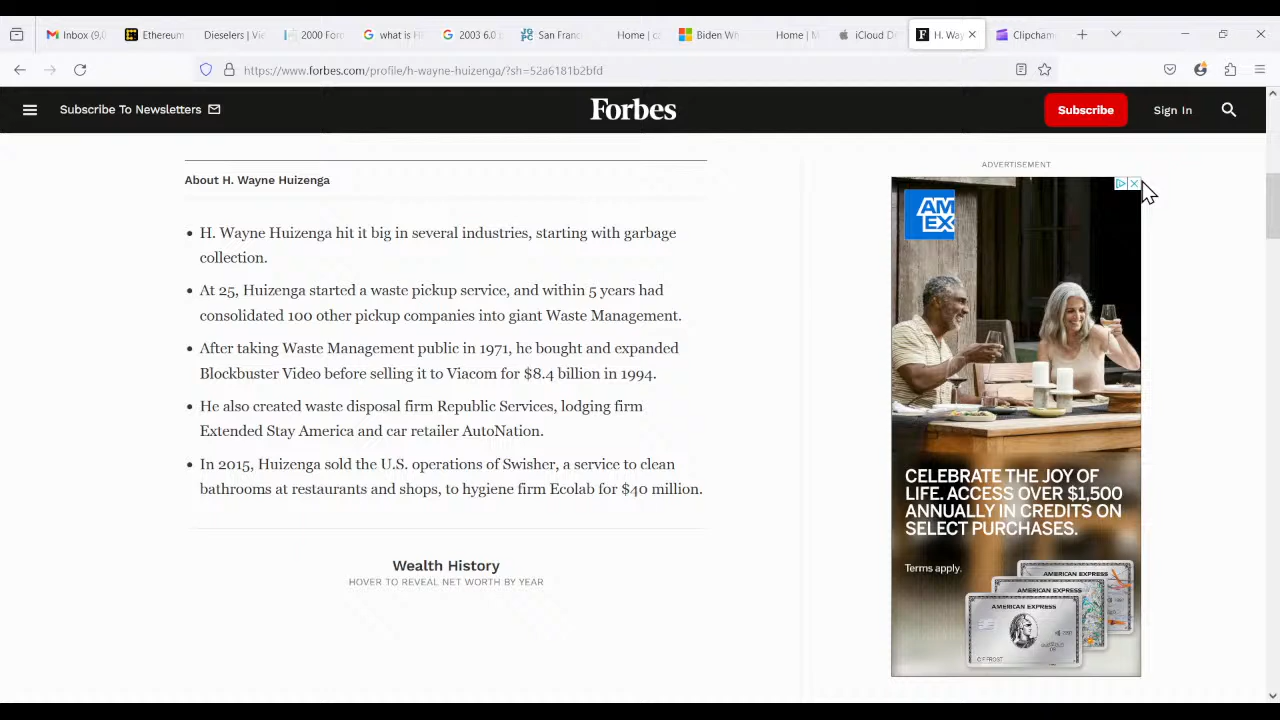 Inbox (9,0
Ethereum
Dieselers | Vie
2000 Ford
what is H
2003 6.0
San Franc
Home | cz
Biden Wh
Home | M
iCloud D
H. Way
Clipcham
https://www.forbes.com/profile/h-wayne-huizenga/?sh=52a6181b2bfd
Subscribe To Newsletters
Forbes
Subscribe
Sign In
About H. Wayne Huizenga
H. Wayne Huizenga hit it big in several industries, starting with garbage
collection.
At 25, Huizenga started a waste pickup service, and within 5 years had
consolidated 100 other pickup companies into giant Waste Management.
After taking Waste Management public in 1971, he bought and expanded
Blockbuster Video before selling it to Viacom for $8.4 billion in 1994.
He also created waste disposal firm Republic Services, lodging firm
Extended Stay America and car retailer AutoNation.
In 2015, Huizenga sold the U.S. operations of Swisher, a service to clean
bathrooms at restaurants and shops, to hygiene firm Ecolab for $40 million.
Wealth History
HOVER TO REVEAL NET WORTH BY YEAR
ADVERTISEMENT
AM
EX
CELEBRATE THE JOY OF
LIFE. ACCESS OVER $1,500
ANNUALLY IN CREDITS ON
SELECT PURCHASES.
Terms apply.
AMERICAN EXPRESS
AMERICAN EXPRESS
AMERICAN EXPRESS
C F FROST